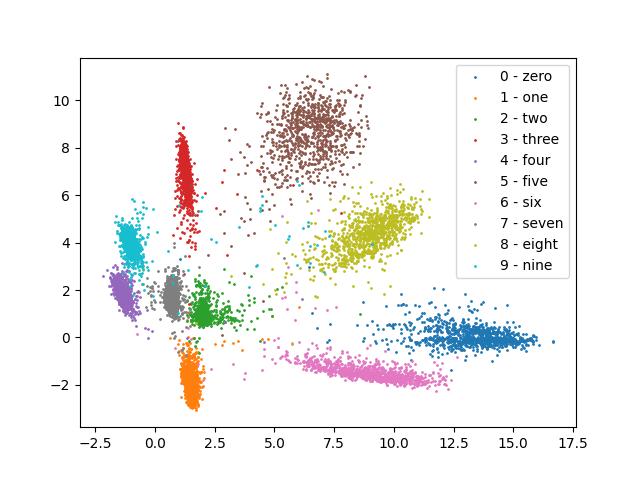 10
8
6
4
2
0
−2
−2.5 0.0 2.5 5.0 7.5 10.0 12.5 15.0 17.5
0 - zero
1 - one
2 - two
3 - three
4 - four
5 - five
6 - six
7 - seven
8 - eight
9 - nine